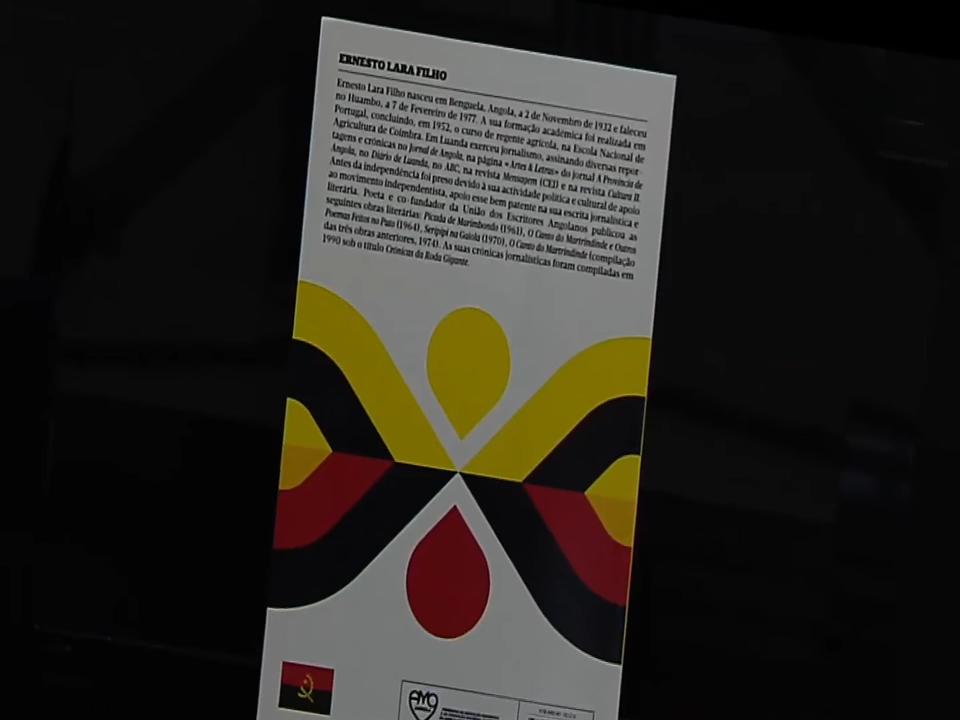 ERNESTO LARA FILHO
Ernesto Lara Filho nasceu em Benguela, Angola, a 2 de Novembro de 1932 e faleceu
no Huambo, a 7 de Fevereiro de 1977. A sua formação académica foi realizada em
Portugal, concluindo, em 1952, o curso de regente agrícola, na Escola Nacional de
Agricultura de Coimbra. Em Luanda exerceu jornalismo, assinando diversas repor-
tagens e crónicas no Jornal de Angola, na página «Artes & Letras» do jornal A Província de
Angola, no Diário de Luanda, no ABC, na revista Mensagem (CEI) e na revista Cultura II.
Antes da independência foi preso devido à sua actividade política e cultural de apoio
ao movimento independentista, apoio esse bem patente na sua escrita jornalística e
literária. Poeta e co-fundador da União dos Escritores Angolanos publicou as
seguintes obras literárias: Picada de Marimbondo (1961), O Canto do Martrindinde e Outros
Poemas Feitos no Puto (1964), Seripipi na Gaiola (1970), O Canto do Martrindinde (compilação
das três obras anteriores, 1974). As suas crónicas jornalísticas foram compiladas em
1990 sob o título Crónicas da Roda Gigante.